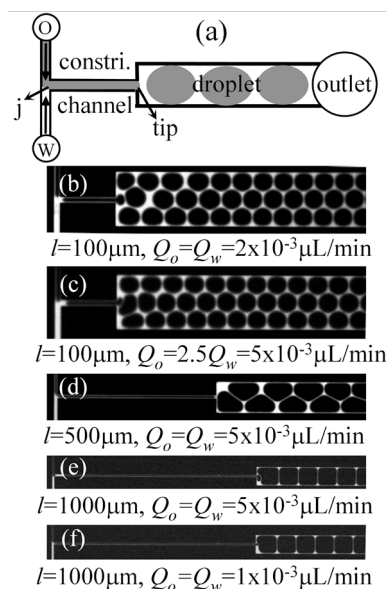 (a)
O
constri.
droplet
outlet
j
channel
tip
W
(b)
l=100μm, Qo=Qw=2x10-3μL/min
(c)
l=100μm, Qo=2.5Qw=5x10-3μL/min
(d)
l=500μm, Qo=Qw=5x10-3μL/min
(e)
l=1000μm, Qo=Qw=5x10-3μL/min
(f)
l=1000μm, Qo=Qw=1x10-3μL/min